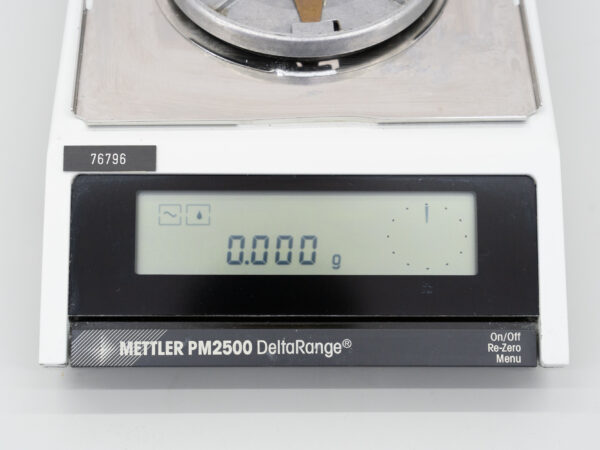 76796
0.000 g
METTLER PM2500 DeltaRange®
On/Off
Re-Zero
Menu